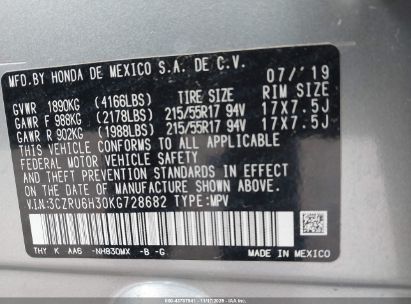 MFD.BY HONDA DE MEXICO S.A. DE C.V.
07/'19
GVWR 1890KG (4166LBS) TIRE SIZE RIM SIZE
GAWR F 988KG (2178LBS) 215/55R17 94V 17X7.5J
GAWR R 902KG (1988LBS) 215/55R17 94V 17X7.5J
THIS VEHICLE CONFORMS TO ALL APPLICABLE
FEDERAL MOTOR VEHICLE SAFETY
AND THEFT PREVENTION STANDARDS IN EFFECT
ON THE DATE OF MANUFACTURE SHOWN ABOVE.
V.I.N:3CZRU6H30KG728682 TYPE:MPV
THY K AA6 -NH830MX -B -G
MADE IN MEXICO